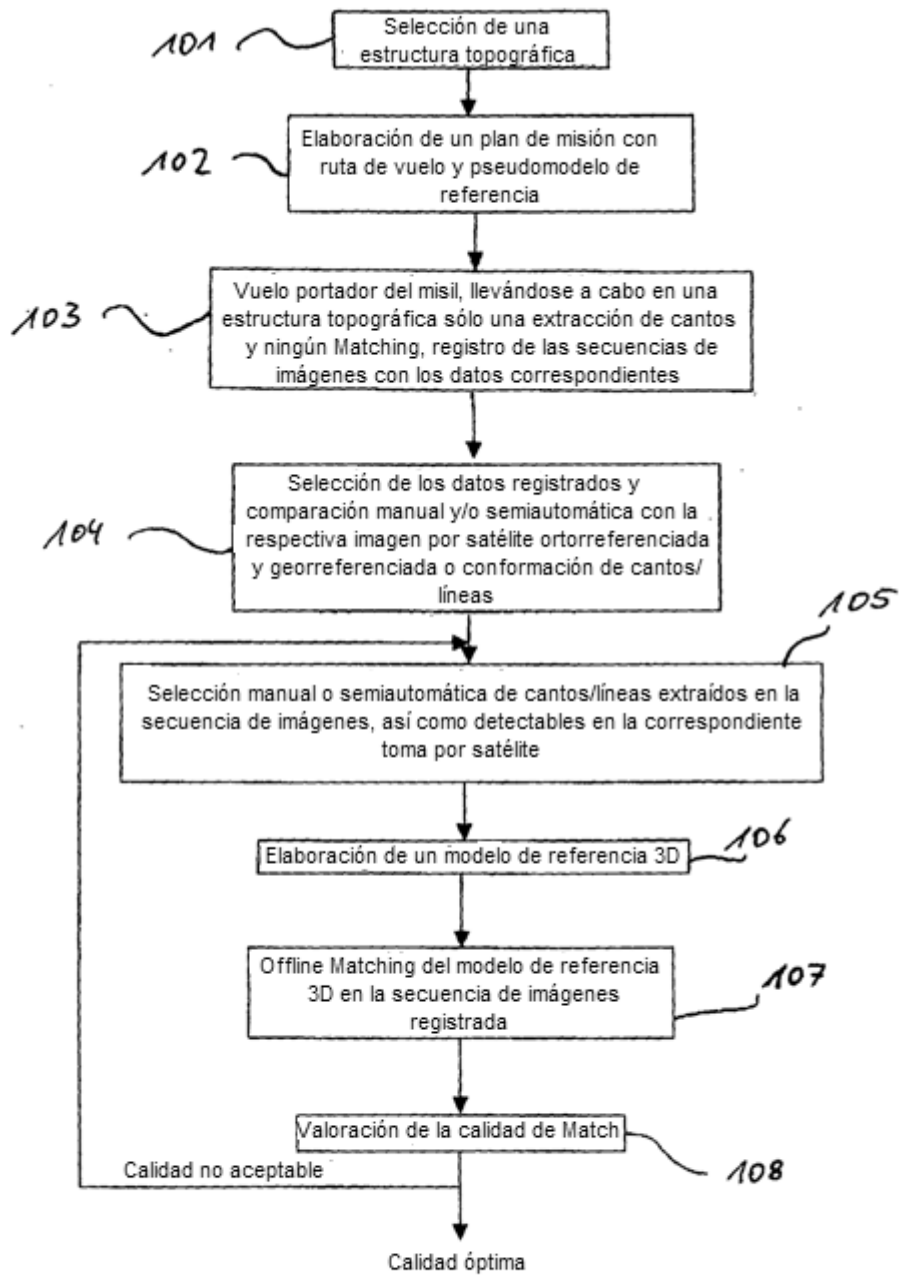 101
Selección de una
estructura topográfica
102
Elaboración de un plan de misión con
ruta de vuelo y pseudomodelo de
referencia
103
Vuelo portador del misil, llevándose a cabo en una
estructura topográfica sólo una extracción de cantos
y ningún Matching, registro de las secuencias de
imágenes con los datos correspondientes
104
Selección de los datos registrados y
comparación manual y/o semiautomática con la
respectiva imagen por satélite ortorreferenciada
y georreferenciada o conformación de cantos/
líneas
105
Selección manual o semiautomática de cantos/líneas extraídos en la
secuencia de imágenes, así como detectables en la correspondiente
toma por satélite
106
Elaboración de un modelo de referencia 3D
Offline Matching del modelo de referencia
3D en la secuencia de imágenes
registrada
107
Valoración de la calidad de Match
108
Calidad no aceptable
Calidad óptima